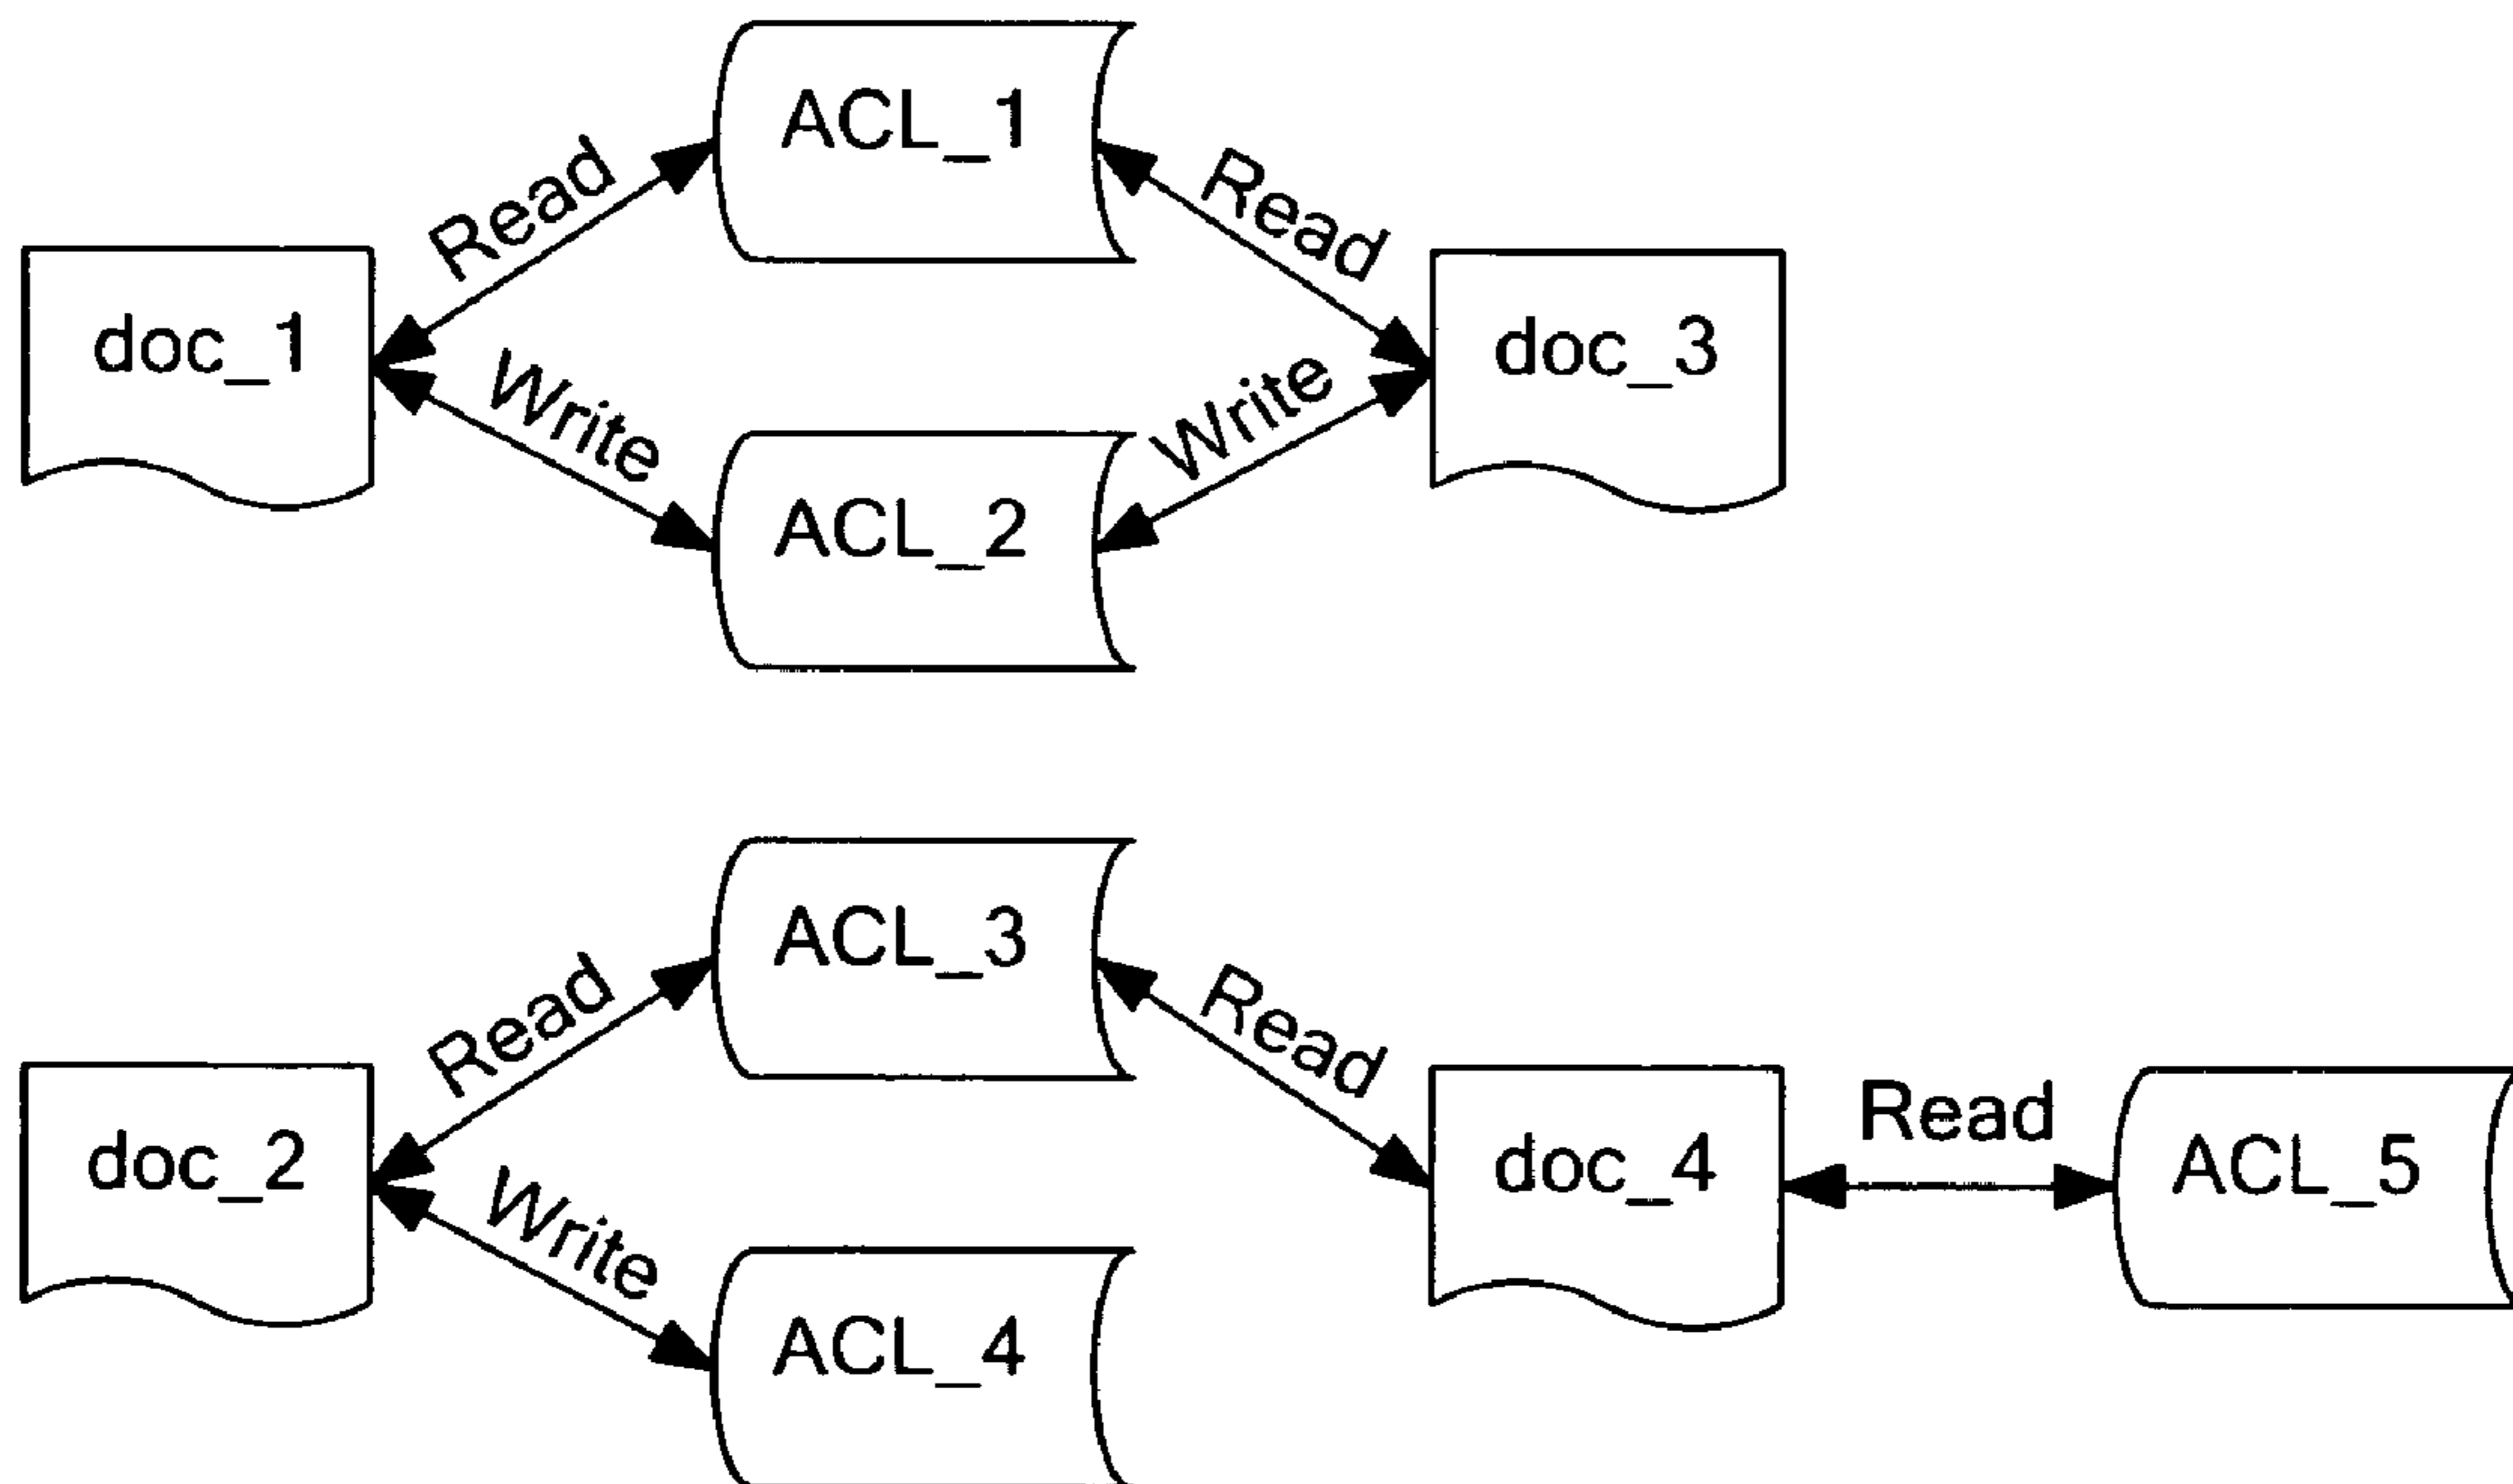 ACL_1
Read
Read
doc_1
doc_3
Write
Write
ACL_2
ACL_3
Read
Read
doc_2
doc_4
Read
ACL_5
Write
ACL_4